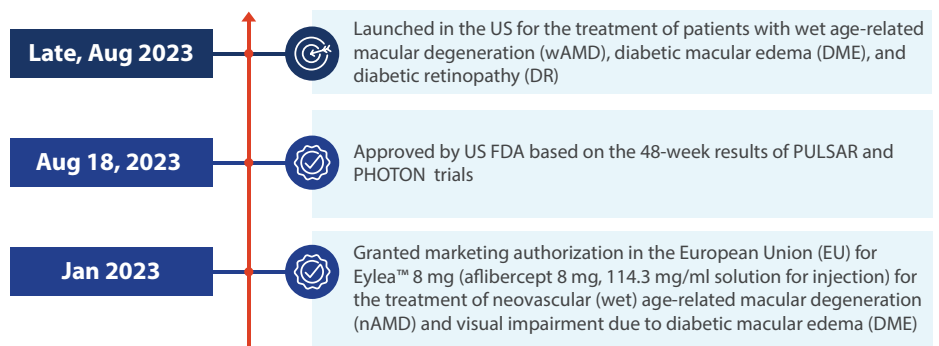 Late, Aug 2023
Launched in the US for the treatment of patients with wet age-related
macular degeneration (wAMD), diabetic macular edema (DME), and
diabetic retinopathy (DR)
Aug 18, 2023
Approved by US FDA based on the 48-week results of PULSAR and
PHOTON trials
Jan 2023
Granted marketing authorization in the European Union (EU) for
Eylea™ 8 mg (aflibercept 8 mg, 114.3 mg/ml solution for injection) for
the treatment of neovascular (wet) age-related macular degeneration
(nAMD) and visual impairment due to diabetic macular edema (DME)